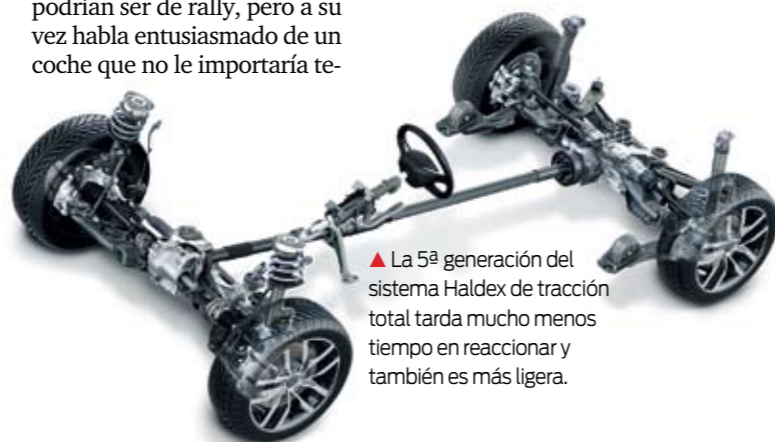 podrían ser de rally, pero a su
vez habla entusiasmado de un
coche que no le importaría te-
▲ La 5ª generación del
sistema Haldex de tracción
total tarda mucho menos
tiempo en reaccionar y
también es más ligera.